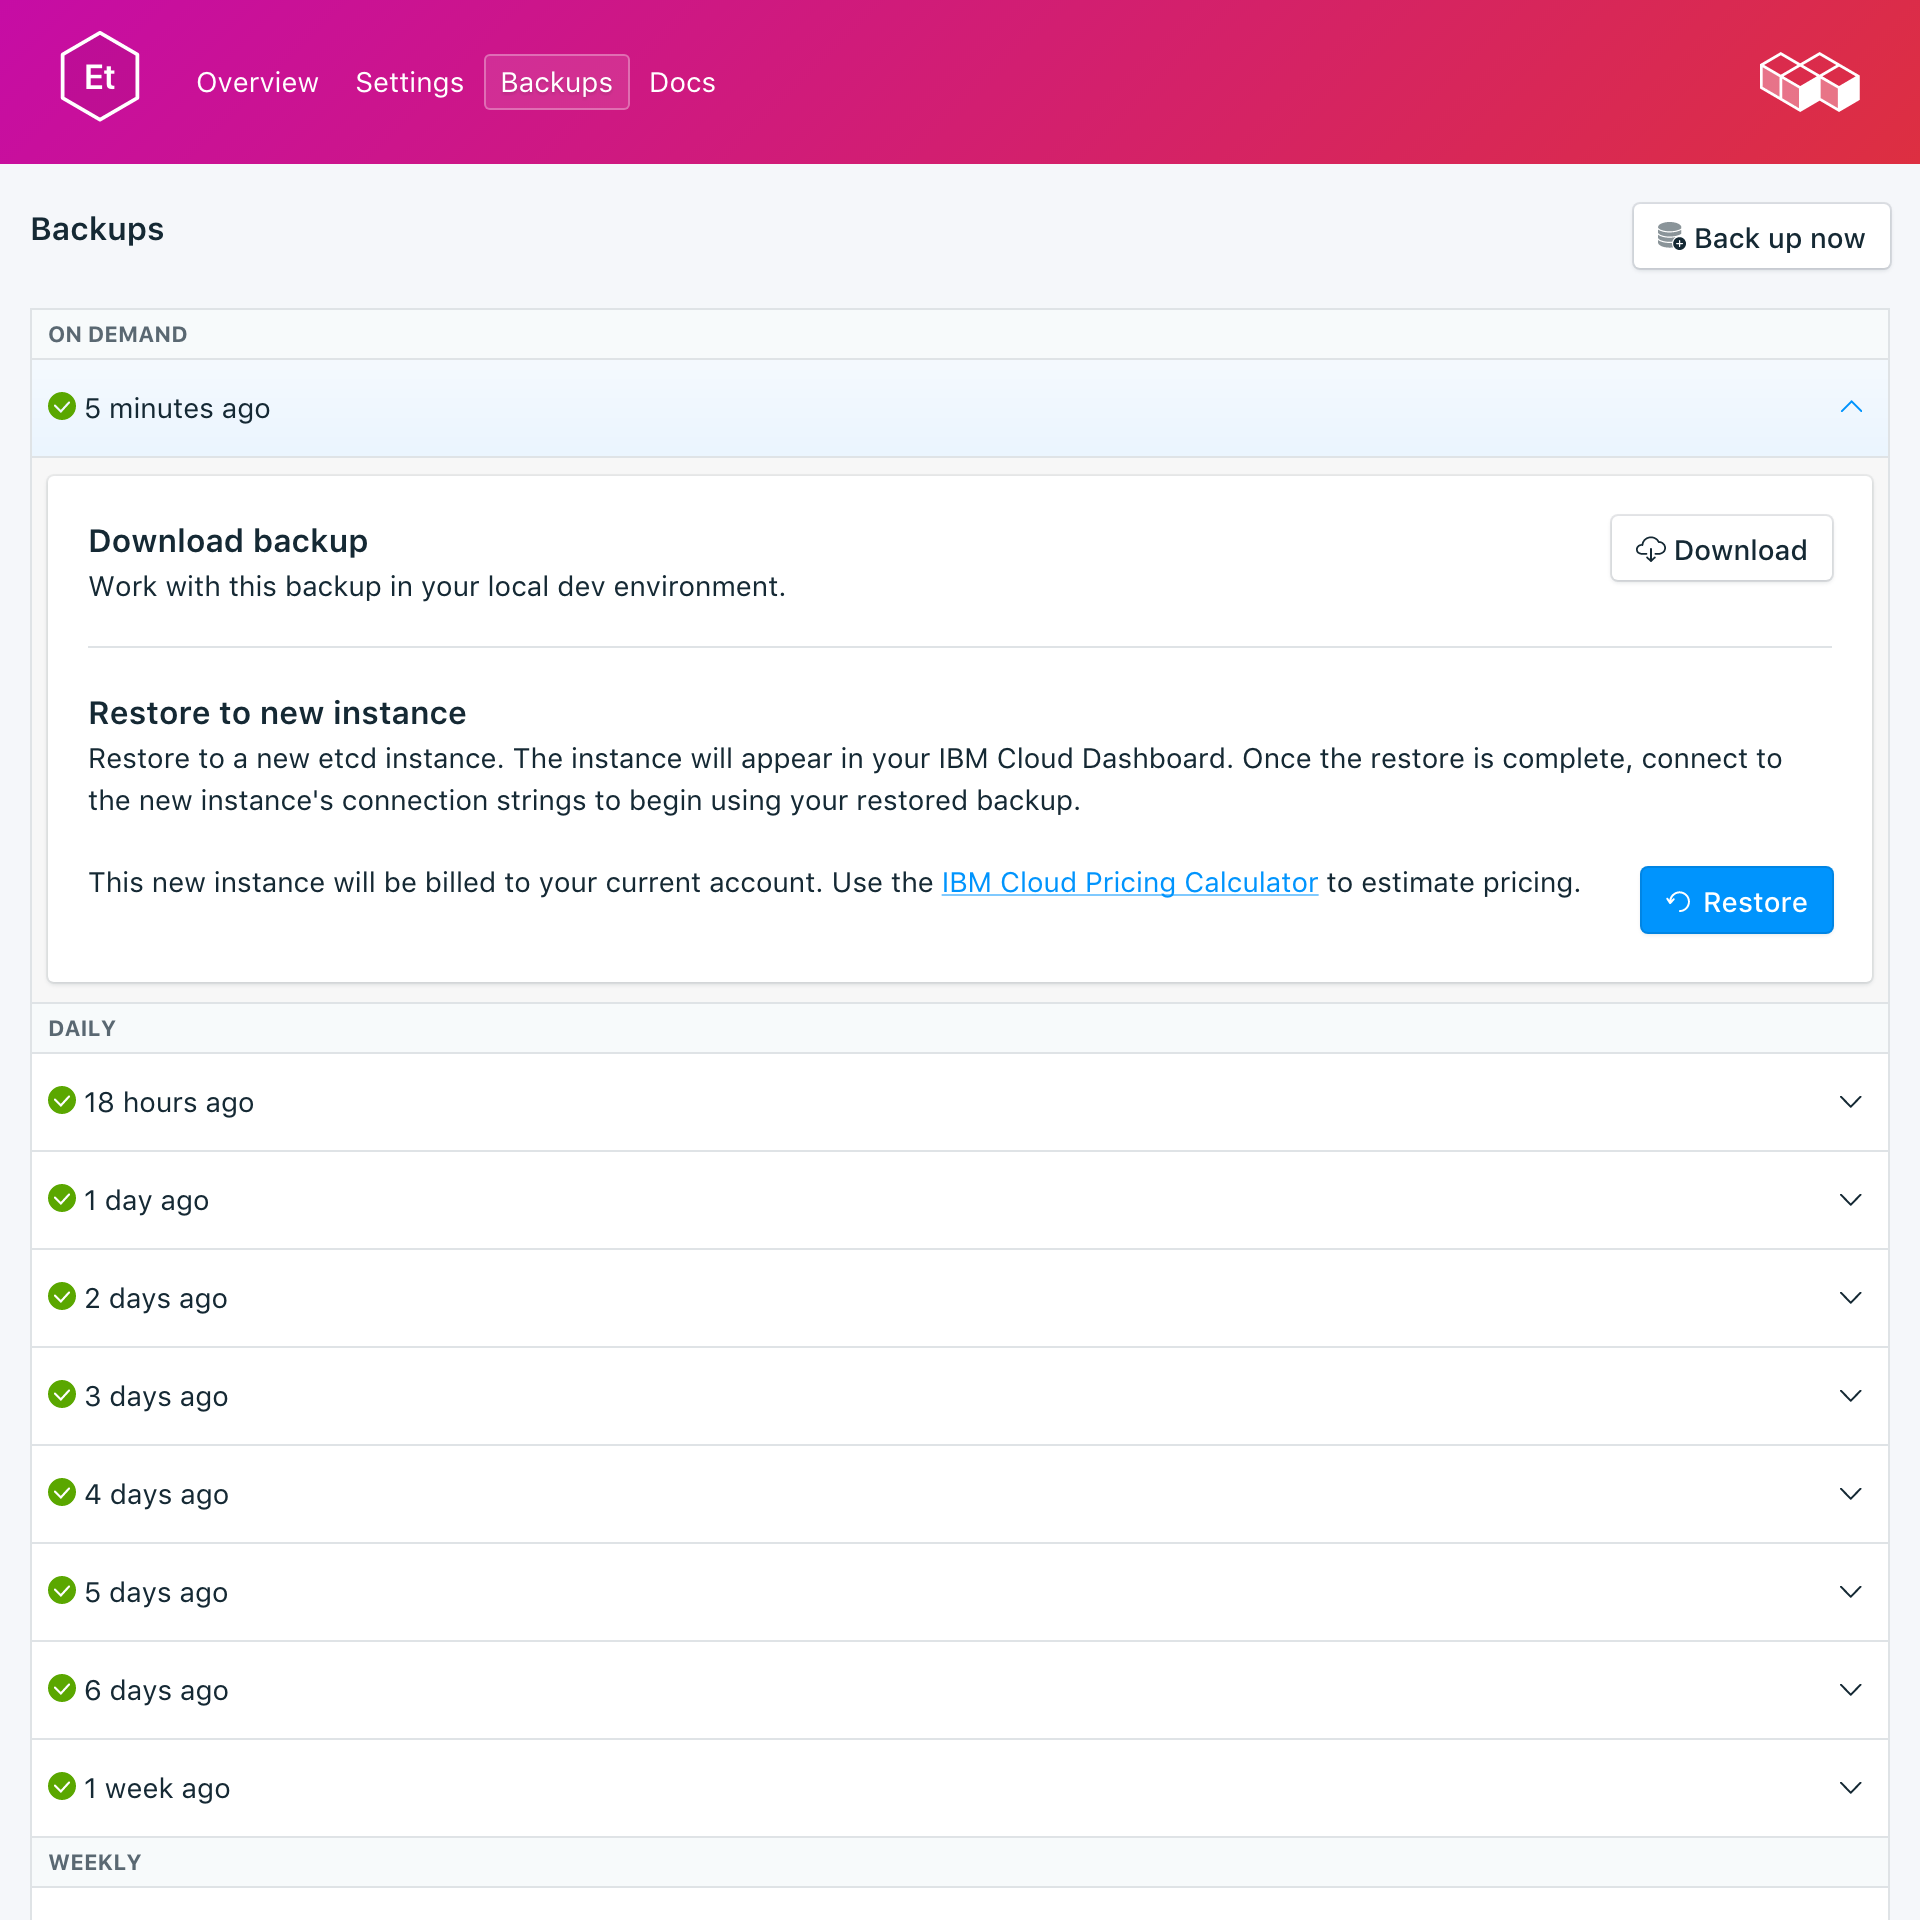 Et
Overview Settings Backups Docs
Backups
Back up now
ON DEMAND
5 minutes ago
Download backup
Download
Work with this backup in your local dev environment.
Restore to new instance
Restore to a new etcd instance. The instance will appear in your IBM Cloud Dashboard. Once the restore is complete, connect to
the new instance's connection strings to begin using your restored backup.
This new instance will be billed to your current account. Use the IBM Cloud Pricing Calculator to estimate pricing.
Restore
DAILY
18 hours ago
1 day ago
2 days ago
3 days ago
4 days ago
5 days ago
6 days ago
1 week ago
WEEKLY